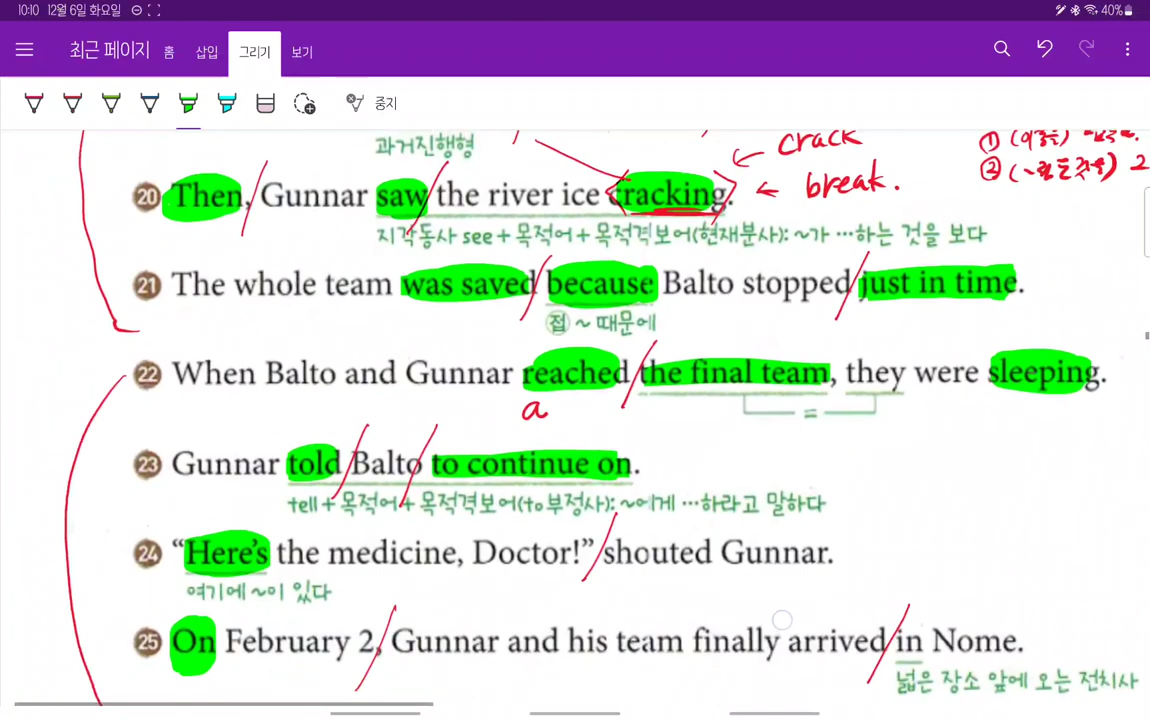 10:10 12월 6일 화요일 40%
최근 페이지 홈 삽입 그리기 보기
중지
과거진행형
crack
break.
①
②
⑳ Then, Gunnar saw the river ice cracking.
지각동사 see + 목적어 + 목적격보어(현재분사): ~가 …하는 것을 보다
㉑ The whole team was saved because Balto stopped just in time.
접 ~ 때문에
㉒ When Balto and Gunnar reached the final team, they were sleeping.
a =
㉓ Gunnar told Balto to continue on.
tell + 목적어 + 목적격보어(to 부정사): ~에게 …하라고 말하다
㉔ “Here’s the medicine, Doctor!” shouted Gunnar.
여기에 ~이 있다
㉕ On February 2, Gunnar and his team finally arrived in Nome.
넓은 장소 앞에 오는 전치사